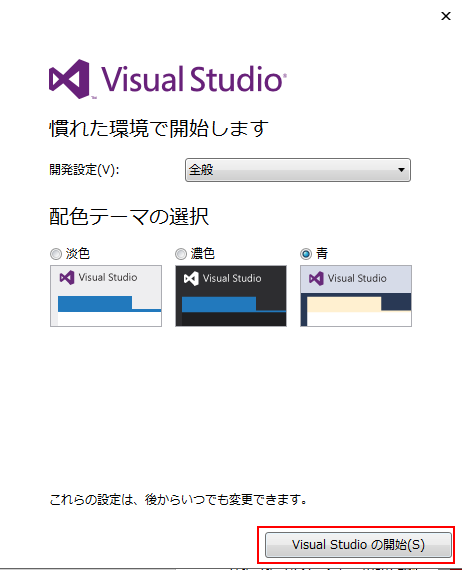 Visual Studio
慣れた環境で開始します
開発設定(V):
全般
配色テーマの選択
淡色
濃色
青
Visual Studio
Visual Studio
Visual Studio
これらの設定は、後からいつでも変更できます。
Visual Studio の開始(S)